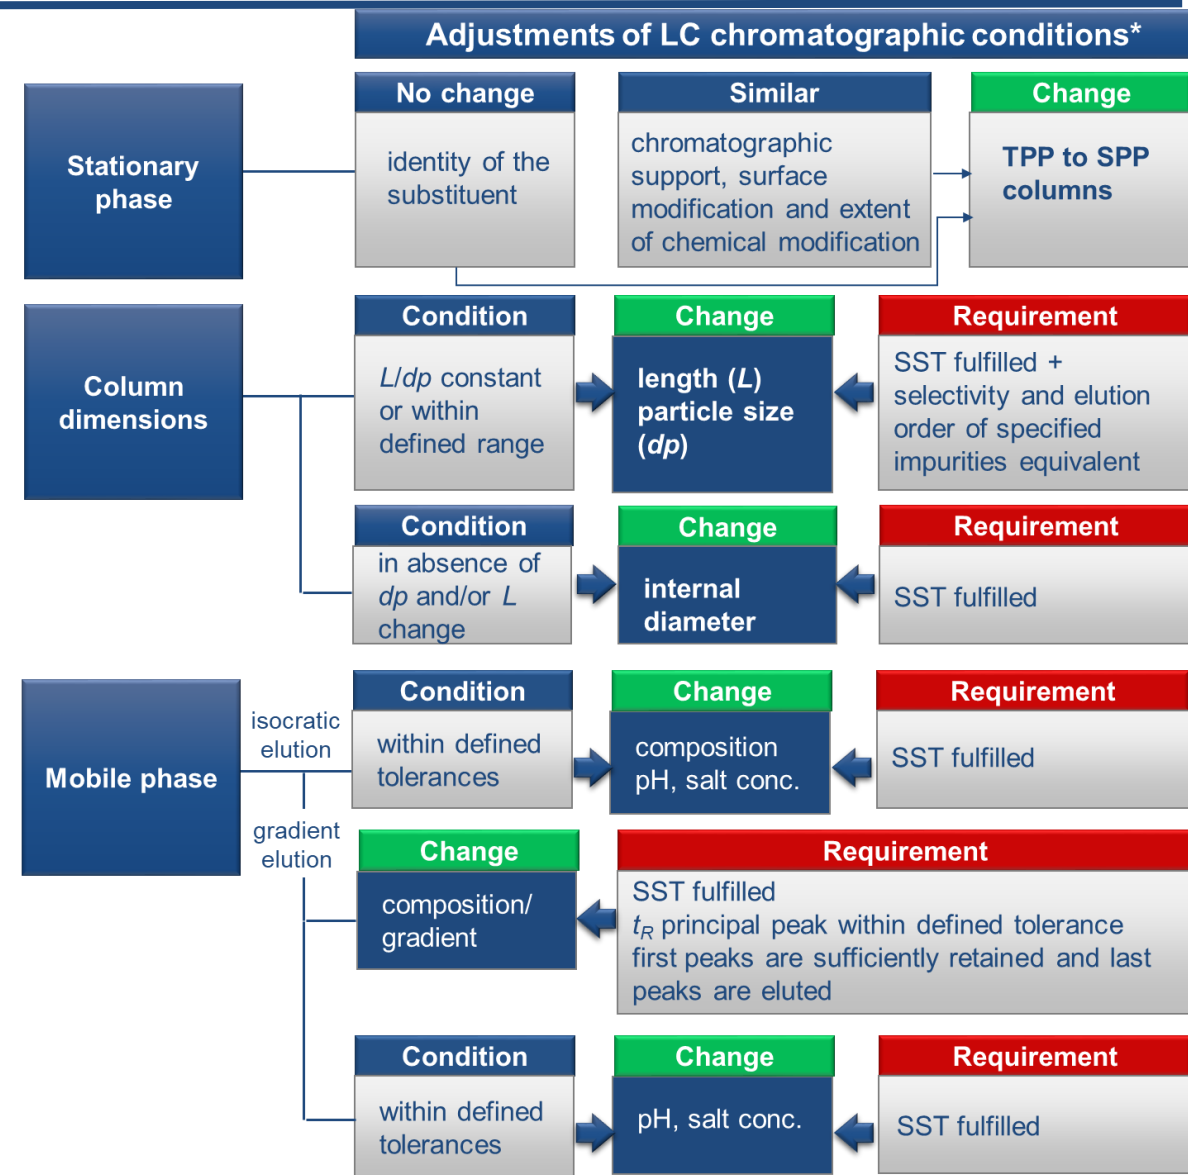 Adjustments of LC chromatographic conditions*
Stationary
phase
No change
identity of the
substituent
Similar
chromatographic
support, surface
modification and extent
of chemical modification
Change
TPP to SPP
columns
Column
dimensions
Condition
L/dp constant
or within
defined range
Change
length (L)
particle size
(dp)
Requirement
SST fulfilled +
selectivity and elution
order of specified
impurities equivalent
Condition
in absence of
dp and/or L
change
Change
internal
diameter
Requirement
SST fulfilled
Mobile phase
isocratic
elution
Condition
within defined
tolerances
Change
composition
pH, salt conc.
Requirement
SST fulfilled
gradient
elution
Change
composition/
gradient
Requirement
SST fulfilled
tR principal peak within defined tolerance
first peaks are sufficiently retained and last
peaks are eluted
Condition
within defined
tolerances
Change
pH, salt conc.
Requirement
SST fulfilled